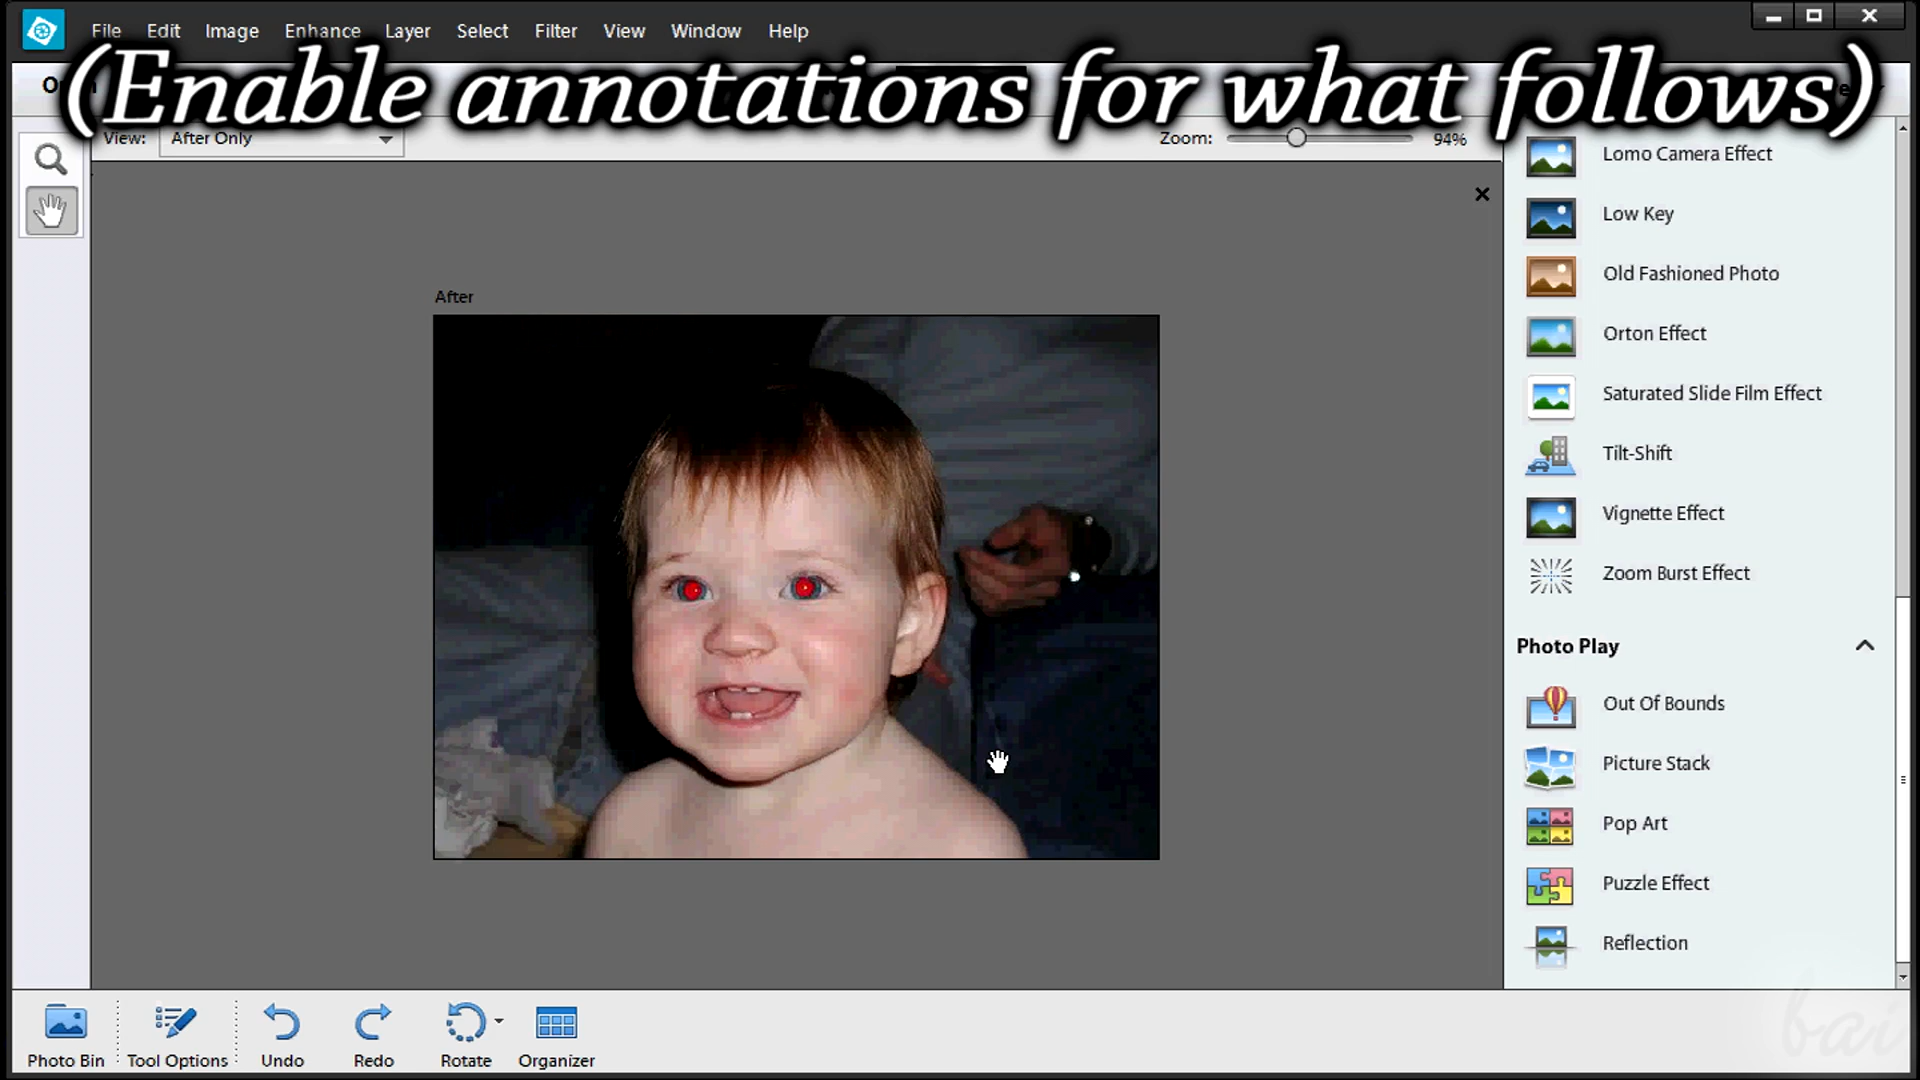 File Edit Image Enhance Layer Select Filter View Window Help
(Enable annotations for what follows)
View: After Only Zoom: 94%
Lomo Camera Effect
Low Key
Old Fashioned Photo
After
Orton Effect
Saturated Slide Film Effect
Tilt-Shift
Vignette Effect
Zoom Burst Effect
Photo Play
Out Of Bounds
Picture Stack
Pop Art
Puzzle Effect
Reflection
Photo Bin Tool Options Undo Redo Rotate Organizer
bai